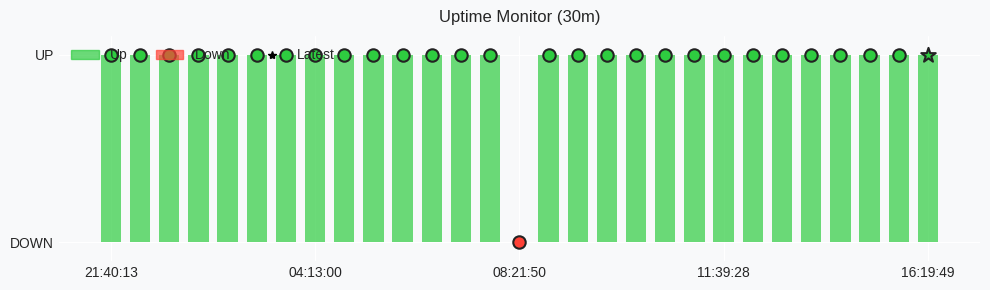 Uptime Monitor (30m)
UP
Up Down Latest
DOWN
21:40:13 04:13:00 08:21:50 11:39:28 16:19:49